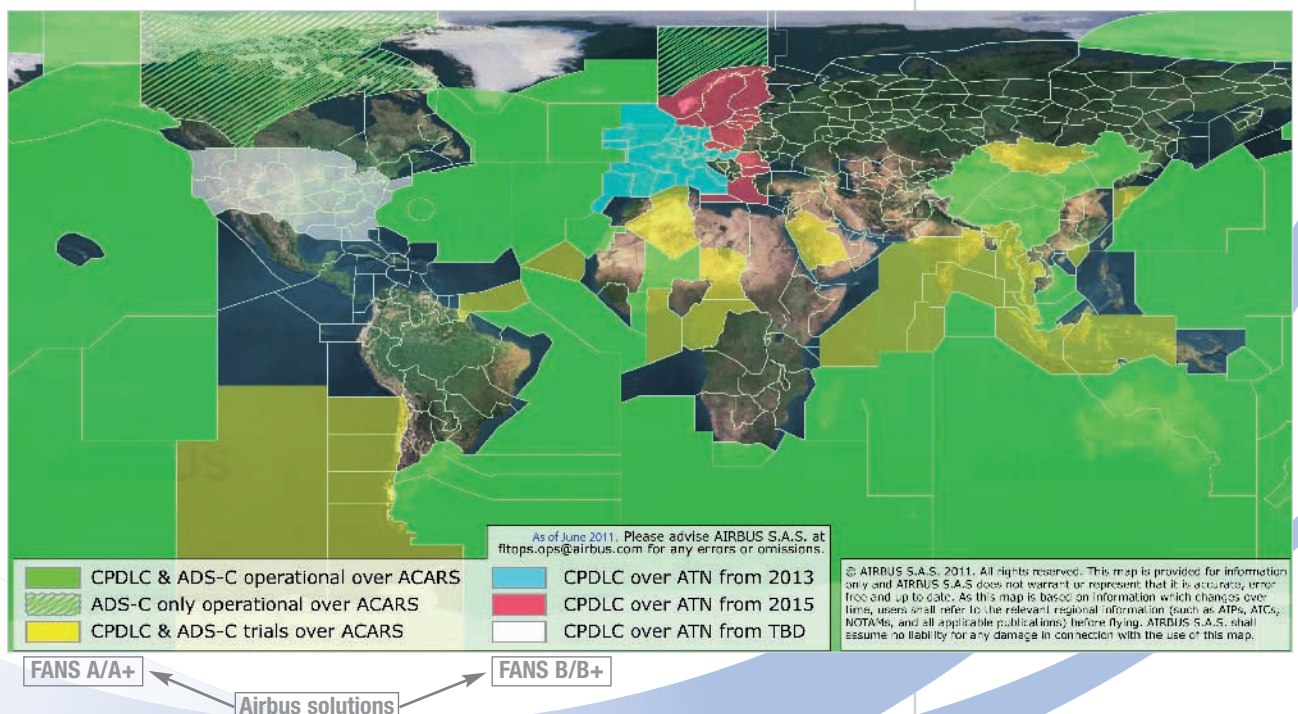 As of June 2011. Please advise AIRBUS S.A.S. at
fltops.ops@airbus.com for any errors or omissions.
CPDLC & ADS-C operational over ACARS
ADS-C only operational over ACARS
CPDLC & ADS-C trials over ACARS
CPDLC over ATN from 2013
CPDLC over ATN from 2015
CPDLC over ATN from TBD
© AIRBUS S.A.S. 2011. All rights reserved. This map is provided for information
only and AIRBUS S.A.S does not warrant or represent that it is accurate, error
free and up to date. As this map is based on information which changes over
time, users shall refer to the relevant regional information (such as AIPs, AICs,
NOTAMs, and all applicable publications) before flying. AIRBUS S.A.S. shall
assume no liability for any damage in connection with the use of this map.
FANS A/A+
FANS B/B+
Airbus solutions